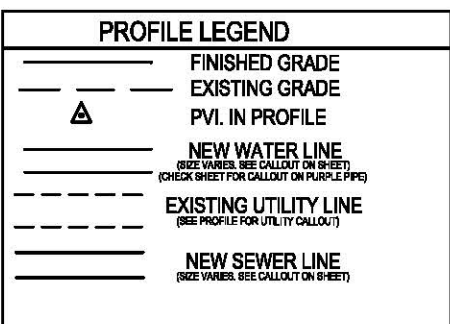 PROFILE LEGEND
FINISHED GRADE
EXISTING GRADE
PVI. IN PROFILE
NEW WATER LINE
(SIZE VARIES. SEE CALLOUT ON SHEET)
(CHECK SHEET FOR CALLOUT ON PURPLE PIPE)
EXISTING UTILITY LINE
(SEE PROFILE FOR UTILITY CALLOUT)
NEW SEWER LINE
(SIZE VARIES. SEE CALLOUT ON SHEET)